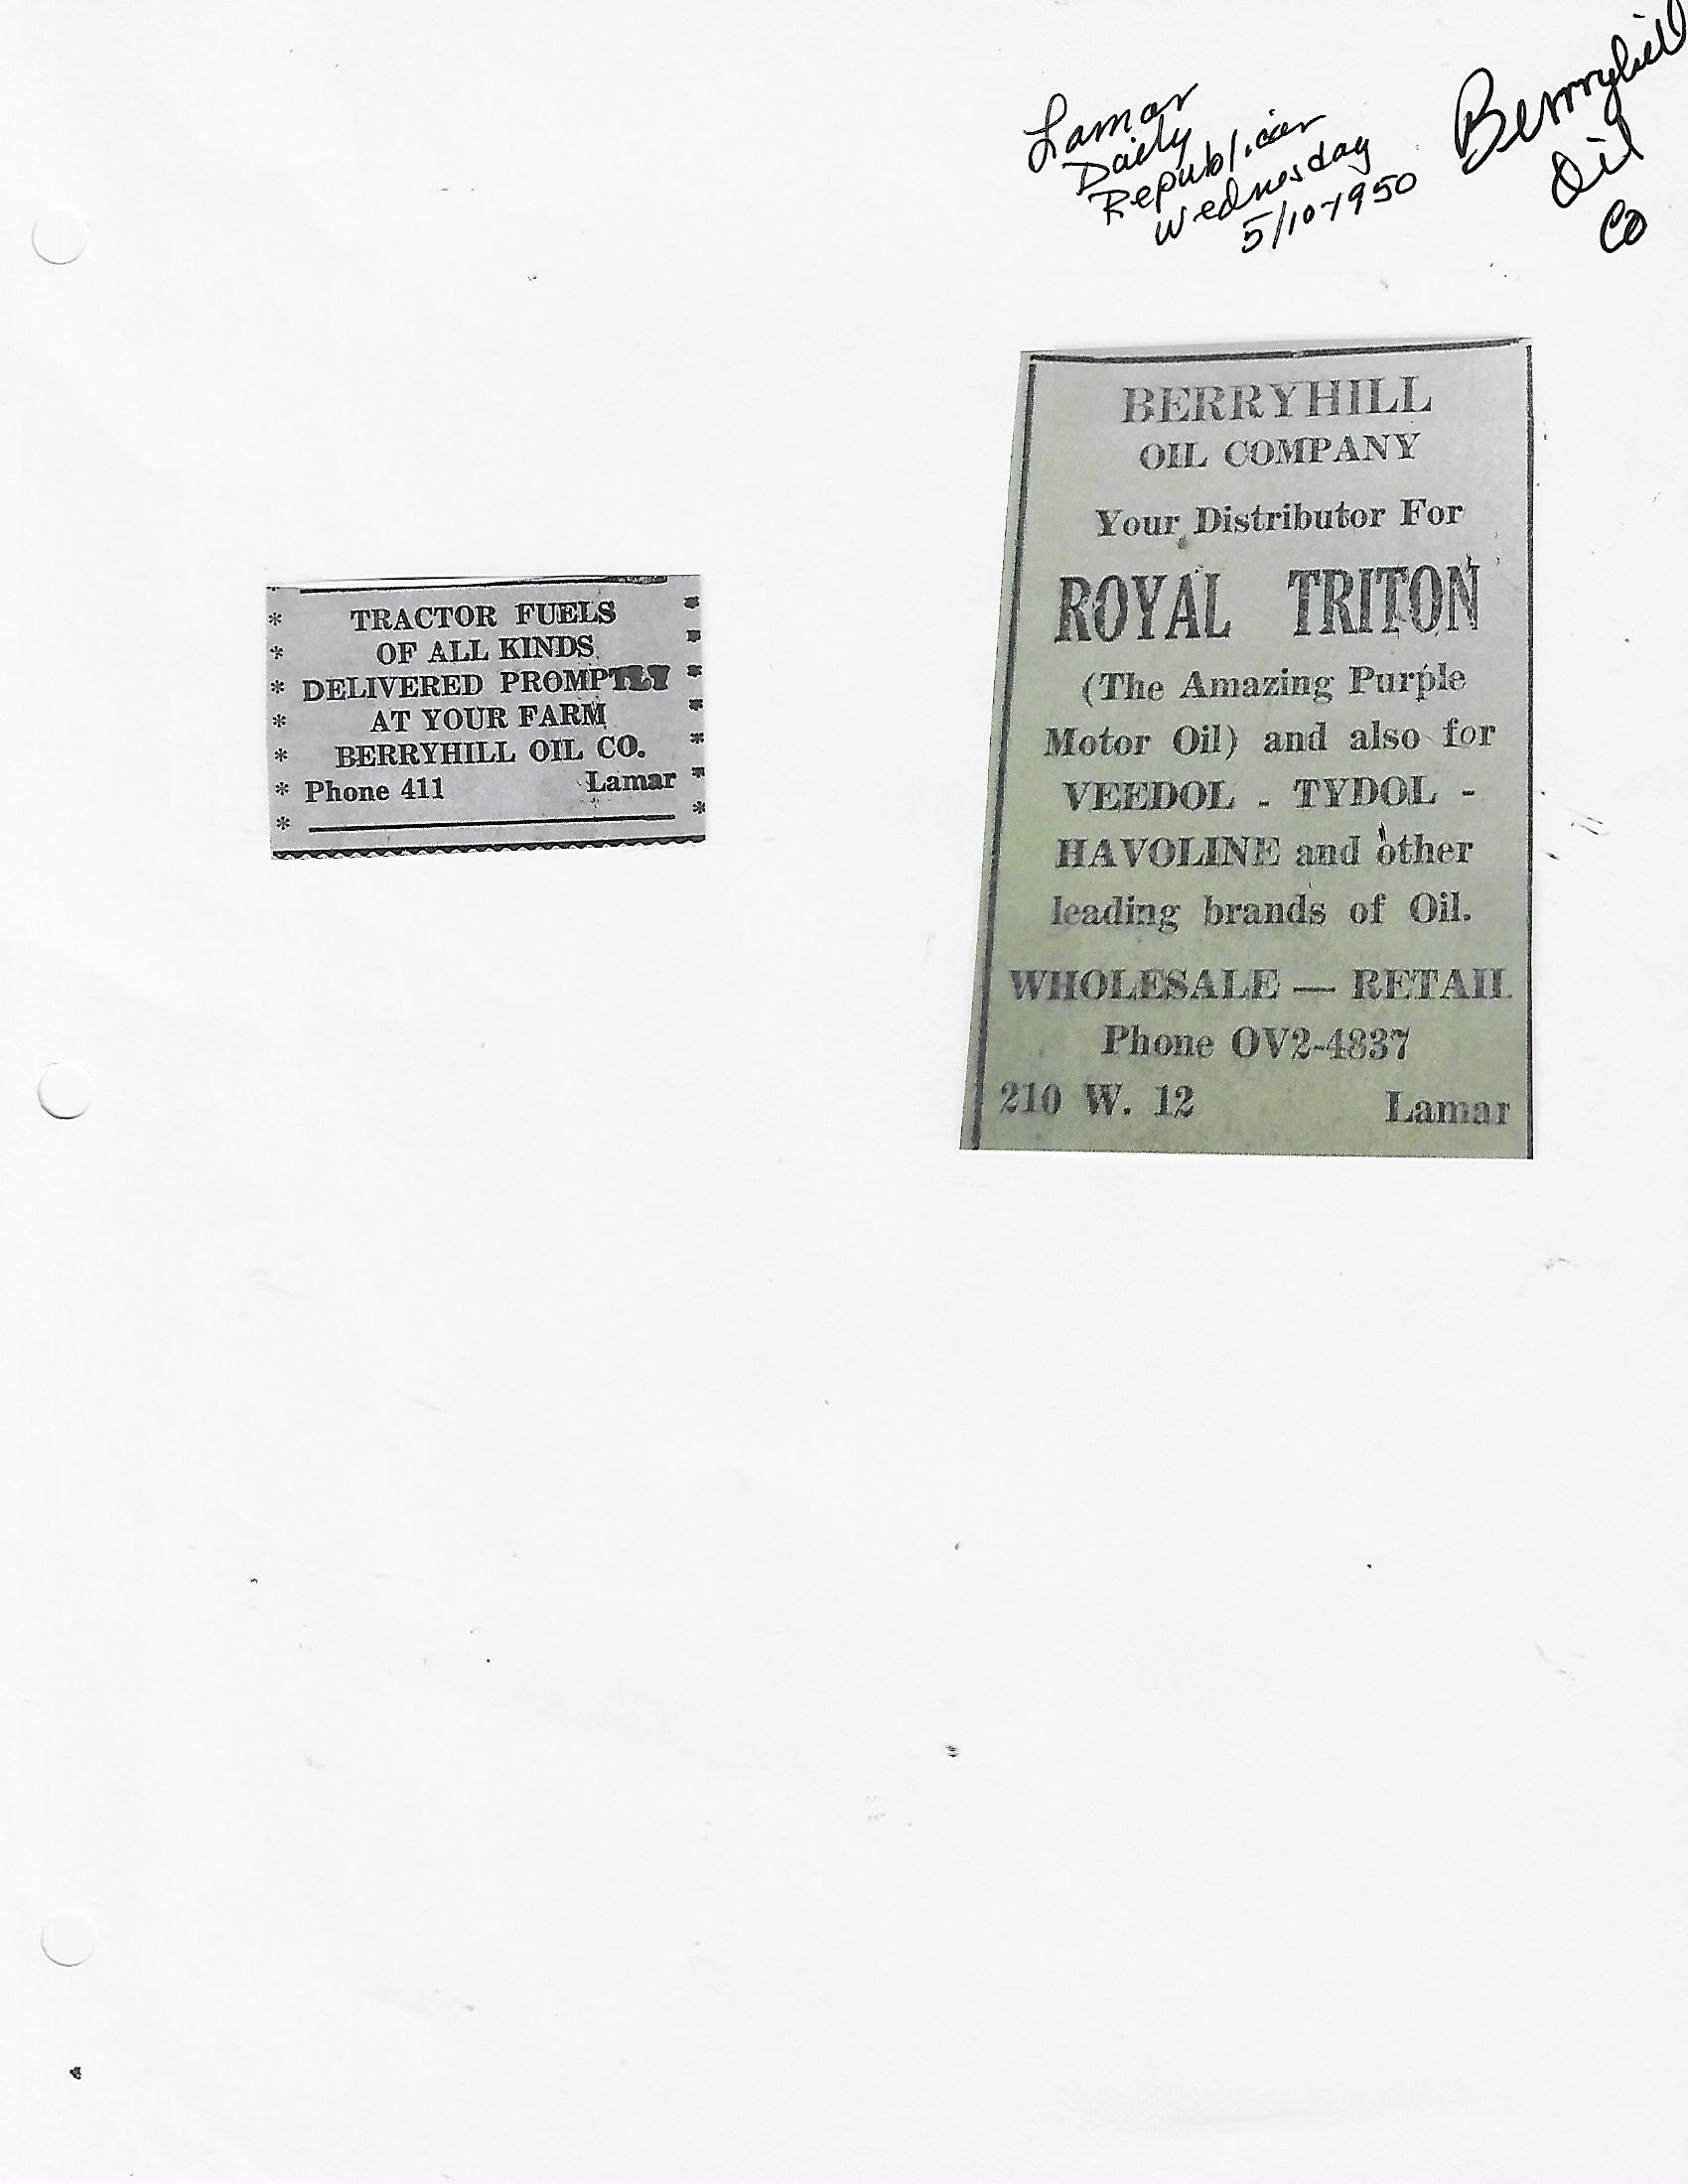 Lamar
Daily
Republican
Wednesday
5/10-1950
Berrryhill
Oil
Co
TRACTOR FUELS
OF ALL KINDS
DELIVERED PROMPTLY
AT YOUR FARM
BERRYHILL OIL CO.
Phone 411 Lamar
BERRYHILL
OIL COMPANY
Your Distributor For
ROYAL TRITON
(The Amazing Purple
Motor Oil) and also for
VEEDOL - TYDOL -
HAVOLINE and other
leading brands of Oil.
WHOLESALE — RETAIL
Phone OV2-4837
210 W. 12 Lamar